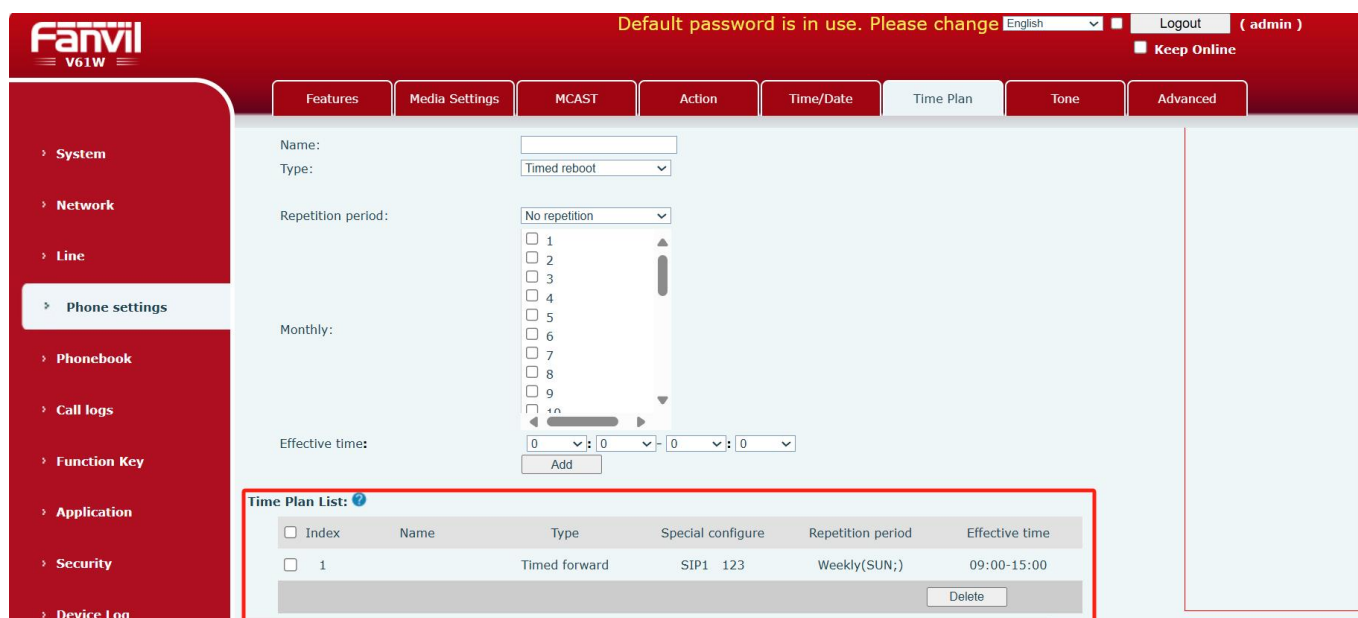 Default password is in use. Please change English Logout ( admin )
Fanvil
V61W
Keep Online
Features Media Settings MCAST Action Time/Date Time Plan Tone Advanced
System
Network
Line
Phone settings
Phonebook
Call logs
Function Key
Application
Security
Device Log
Name:
Type: Timed reboot
Repetition period: No repetition
Monthly:
1
2
3
4
5
6
7
8
9
10
Effective time: 0 : 0 - 0 : 0
Add
Time Plan List: ?
Index Name Type Special configure Repetition period Effective time
1 Timed forward SIP1 123 Weekly(SUN;) 09:00-15:00
Delete